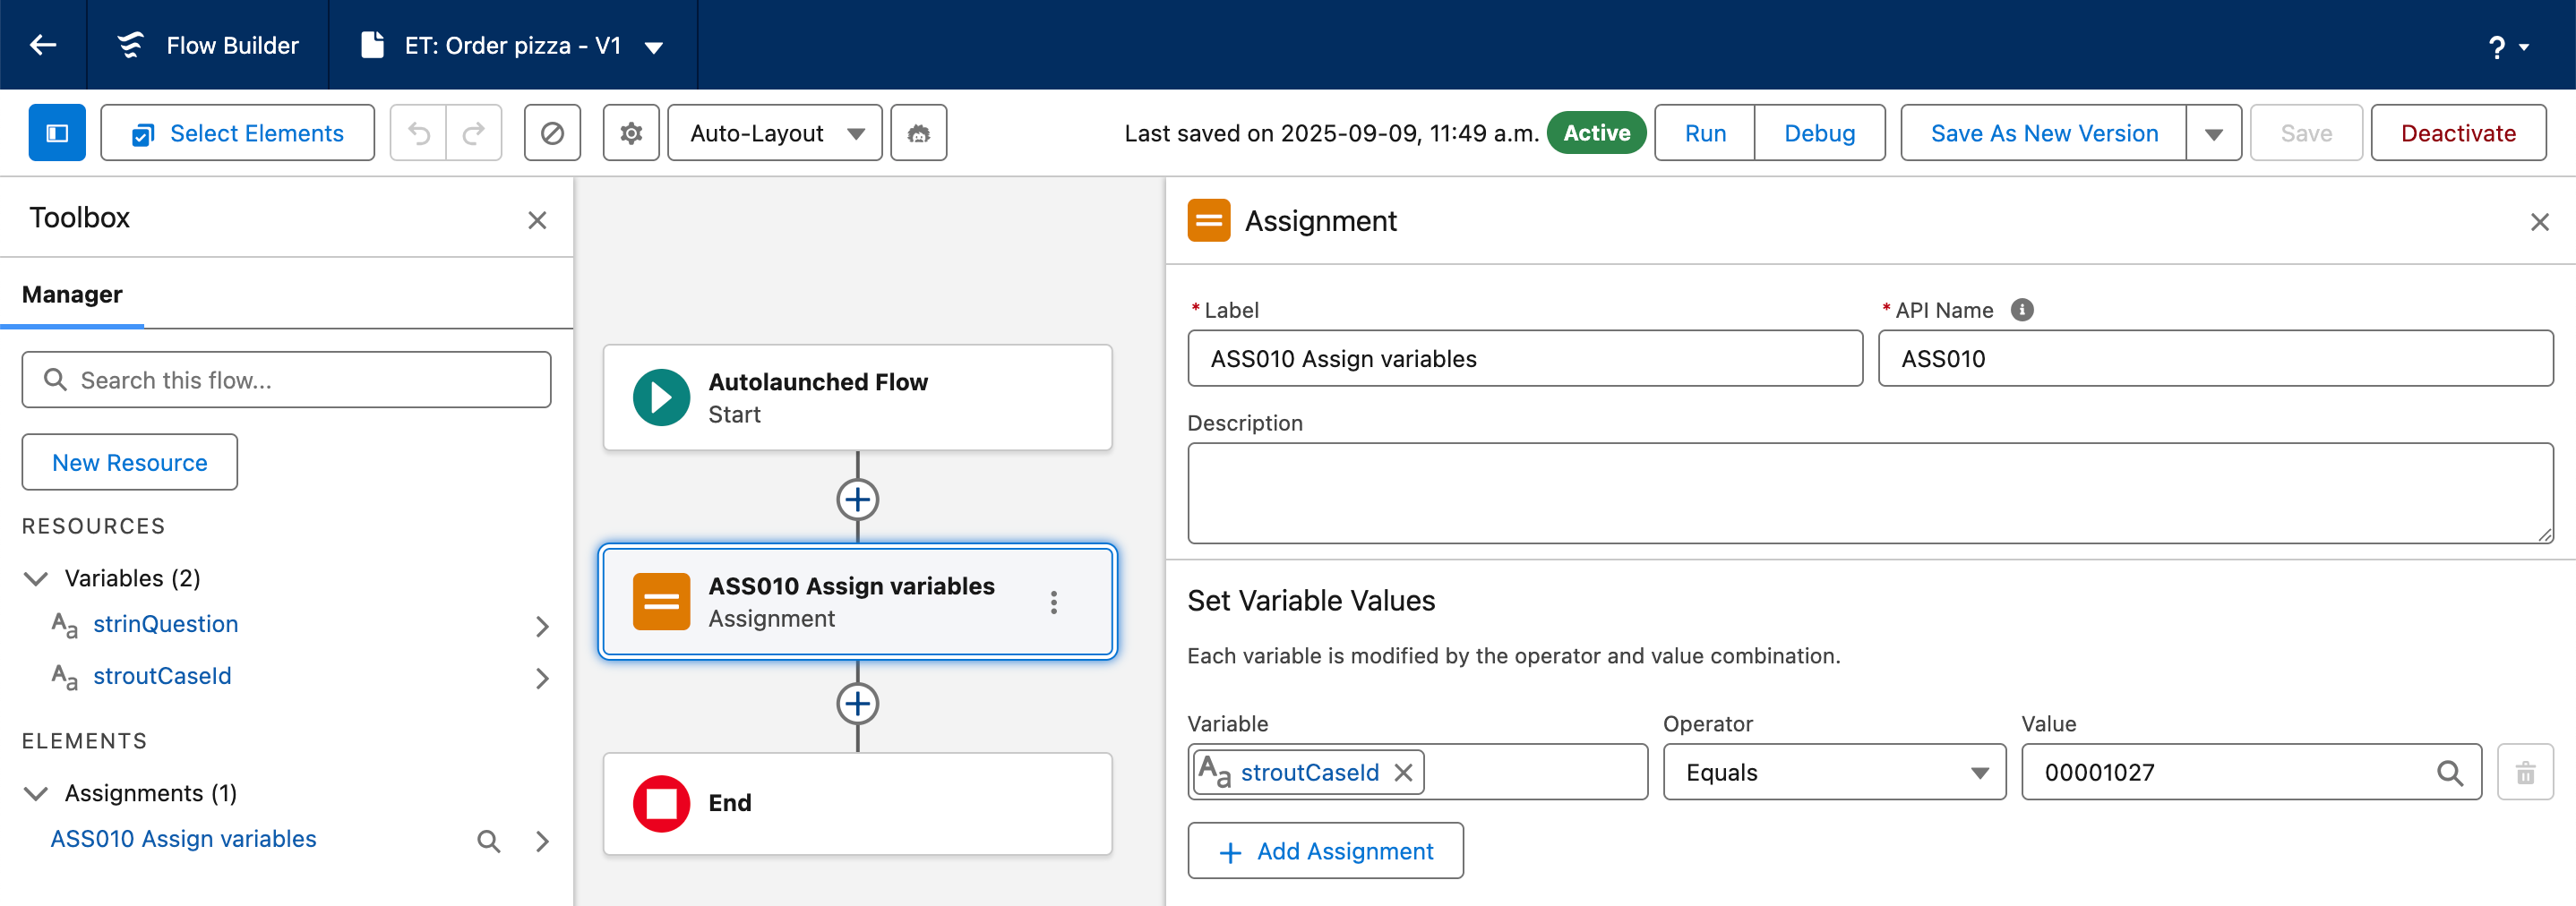 Flow Builder
ET: Order pizza - V1
?
Select Elements
Auto-Layout
Last saved on 2025-09-09, 11:49 a.m.
Active
Run
Debug
Save As New Version
Save
Deactivate
Toolbox
Manager
Search this flow...
New Resource
RESOURCES
Variables (2)
Aa strinQuestion
Aa stroutCaseId
ELEMENTS
Assignments (1)
ASS010 Assign variables
Autolaunched Flow
Start
ASS010 Assign variables
Assignment
End
Assignment
* Label
ASS010 Assign variables
* API Name
ASS010
Description
Set Variable Values
Each variable is modified by the operator and value combination.
Variable
Aa stroutCaseId
Operator
Equals
Value
00001027
+ Add Assignment